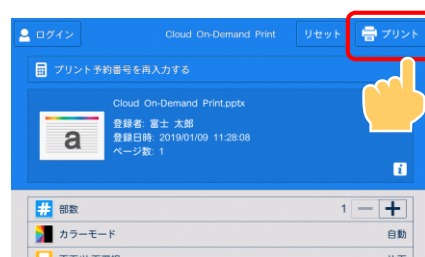 ログイン Cloud On-Demand Print リセット プリント
プリント予約番号を再入力する
Cloud On-Demand Print.pptx
登録者: 富士 太郎
登録日時: 2019/01/09 11:28:08
ページ数: 1
a
i
# 部数 1 — +
カラーモード 自動